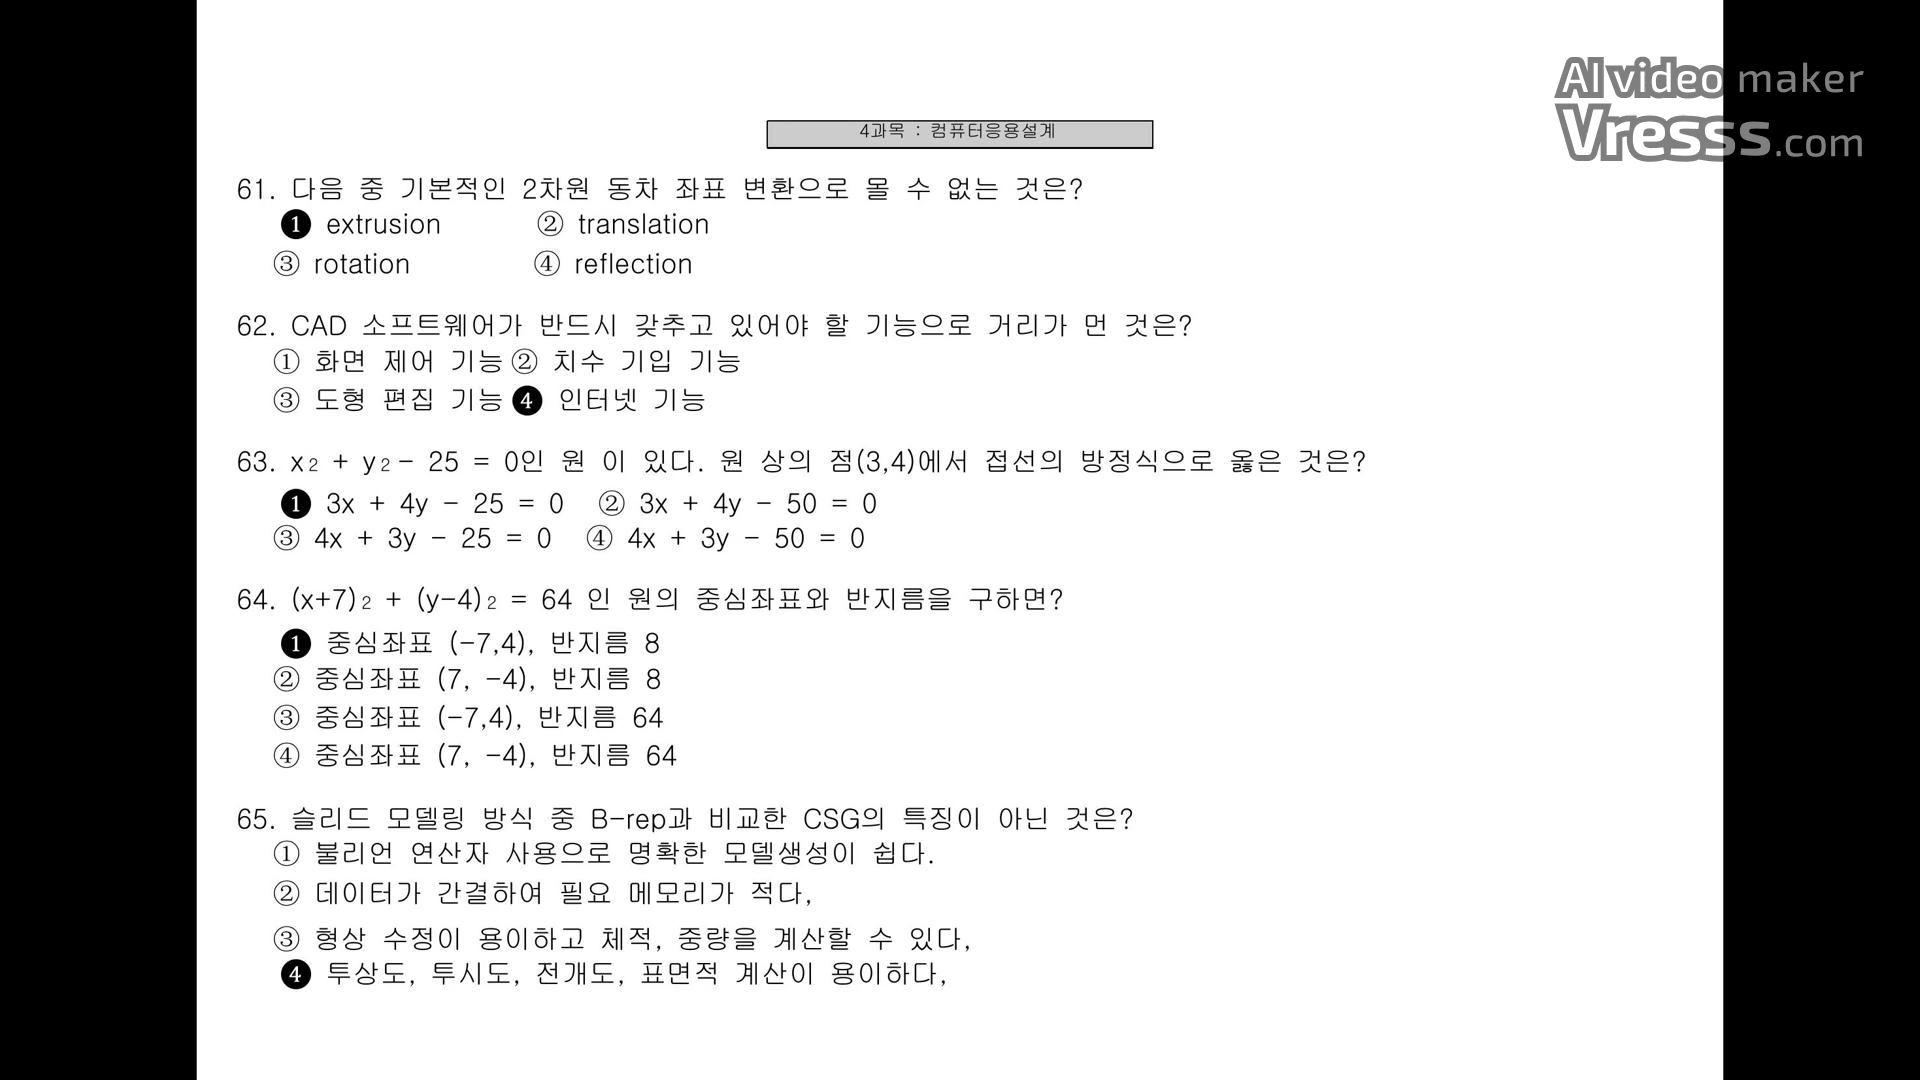 AI video maker
Vresss.com
4과목 : 컴퓨터응용설계
61. 다음 중 기본적인 2차원 동차 좌표 변환으로 몰 수 없는 것은?
❶ extrusion ② translation
③ rotation ④ reflection
62. CAD 소프트웨어가 반드시 갖추고 있어야 할 기능으로 거리가 먼 것은?
① 화면 제어 기능 ② 치수 기입 기능
③ 도형 편집 기능 ❹ 인터넷 기능
63. x2 + y2 - 25 = 0인 원 이 있다. 원 상의 점(3,4)에서 접선의 방정식으로 옳은 것은?
❶ 3x + 4y - 25 = 0 ② 3x + 4y - 50 = 0
③ 4x + 3y - 25 = 0 ④ 4x + 3y - 50 = 0
64. (x+7)2 + (y-4)2 = 64 인 원의 중심좌표와 반지름을 구하면?
❶ 중심좌표 (-7,4), 반지름 8
② 중심좌표 (7, -4), 반지름 8
③ 중심좌표 (-7,4), 반지름 64
④ 중심좌표 (7, -4), 반지름 64
65. 슬리드 모델링 방식 중 B-rep과 비교한 CSG의 특징이 아닌 것은?
① 불리언 연산자 사용으로 명확한 모델생성이 쉽다.
② 데이터가 간결하여 필요 메모리가 적다,
③ 형상 수정이 용이하고 체적, 중량을 계산할 수 있다,
❹ 투상도, 투시도, 전개도, 표면적 계산이 용이하다,